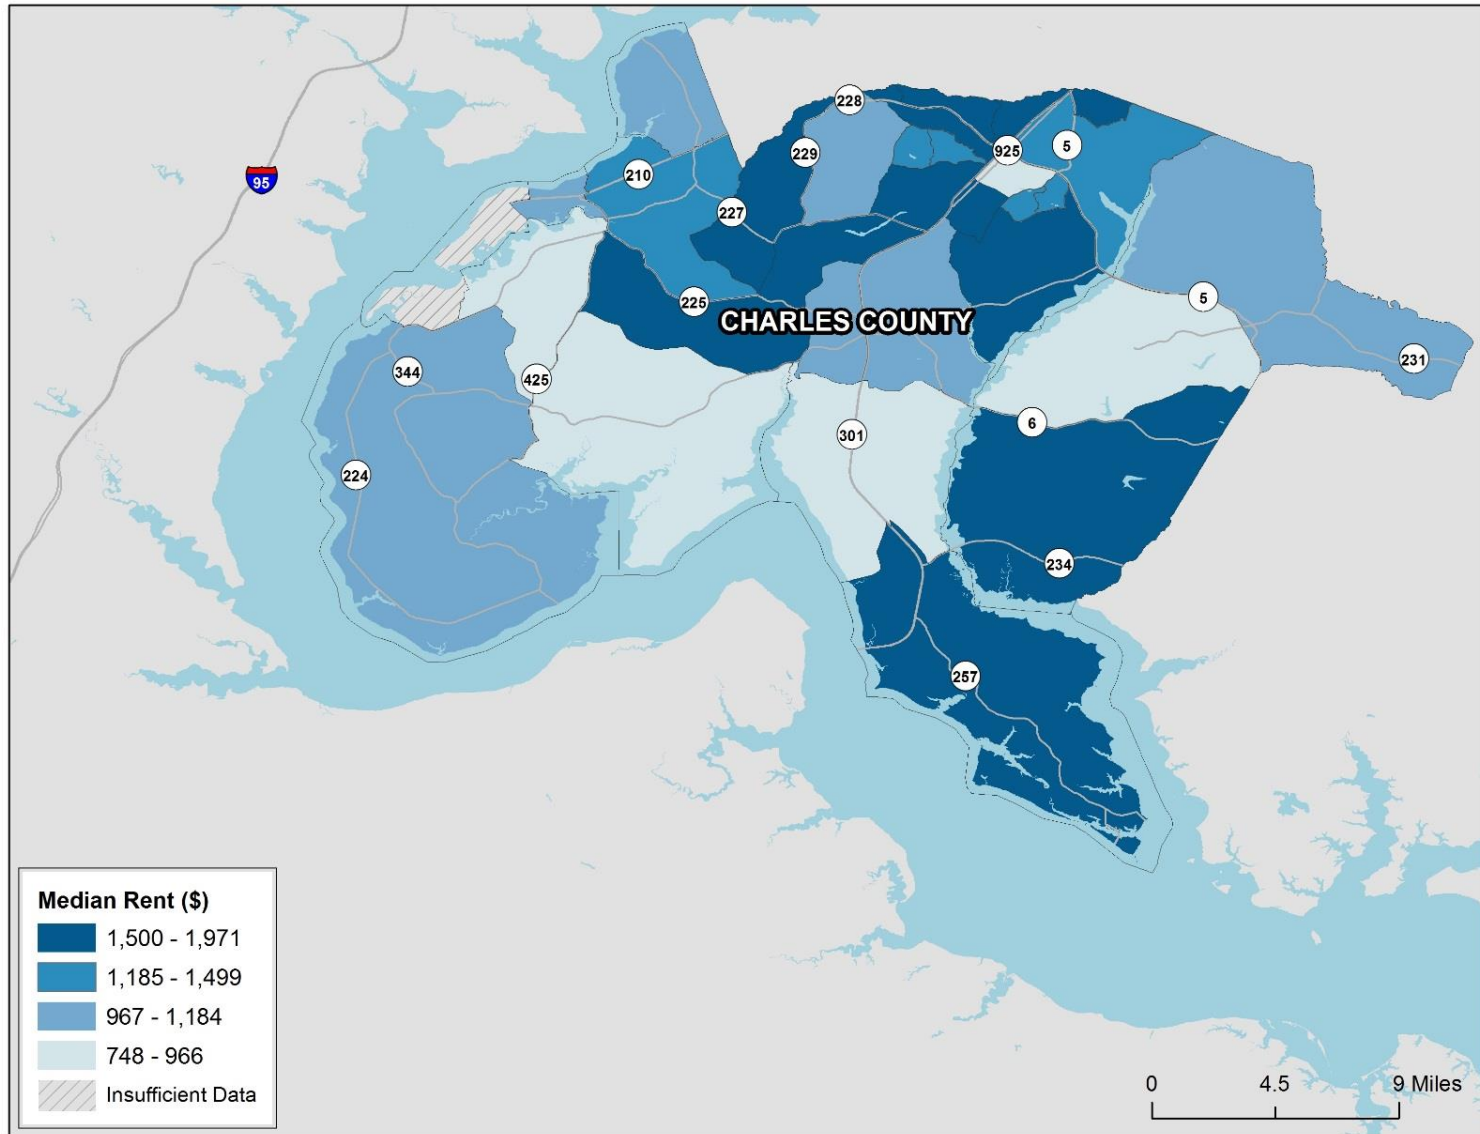 228
925
5
229
95
210
227
5
225
CHARLES COUNTY
231
344
425
6
301
224
234
257
Median Rent ($)
1,500 - 1,971
1,185 - 1,499
967 - 1,184
748 - 966
Insufficient Data
0 4.5 9 Miles